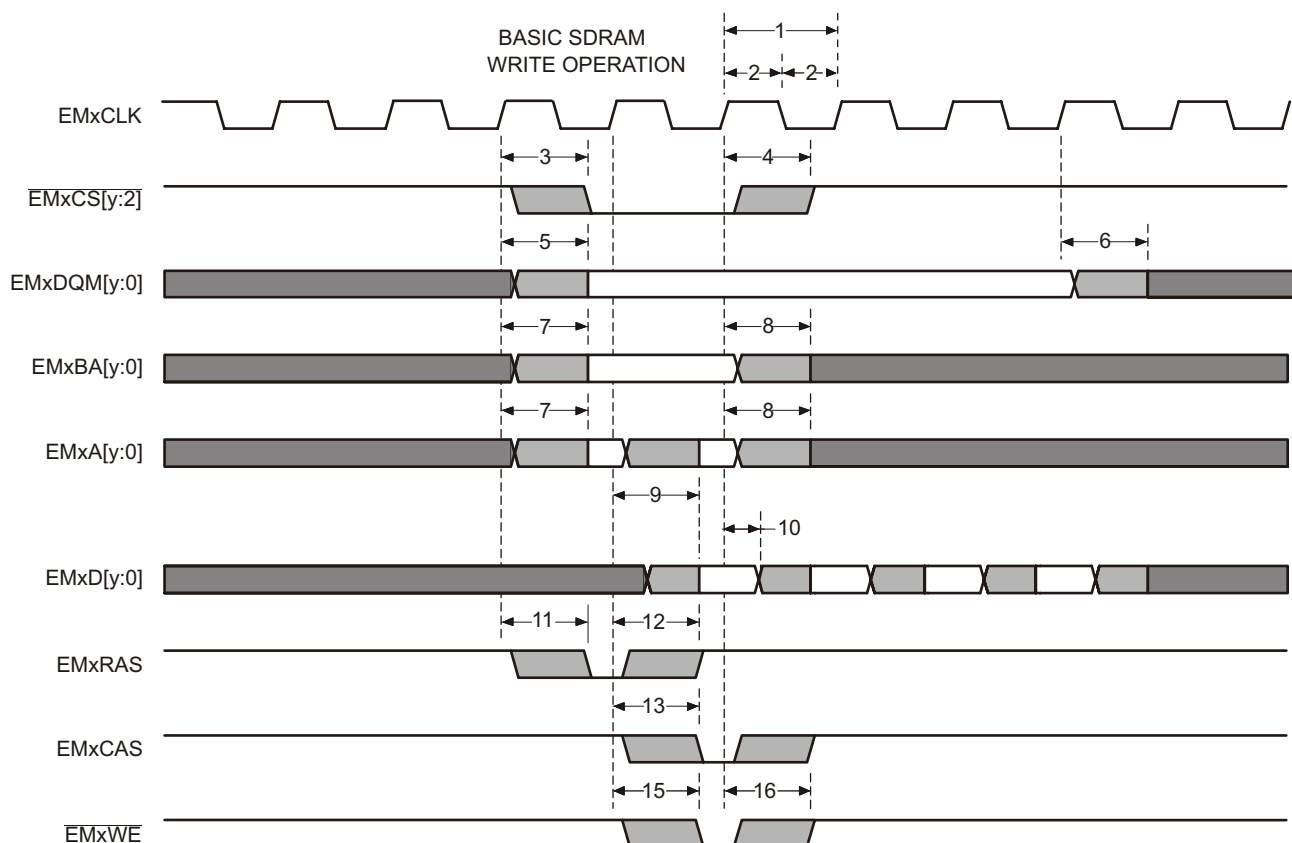 BASIC SDRAM
WRITE OPERATION
1
2 2
EMxCLK
3 4
EMxCS[y:2]
5 6
EMxDQM[y:0]
7 8
EMxBA[y:0]
7 8
EMxA[y:0]
9
10
EMxD[y:0]
11 12
EMxRAS
13
EMxCAS
15 16
EMxWE